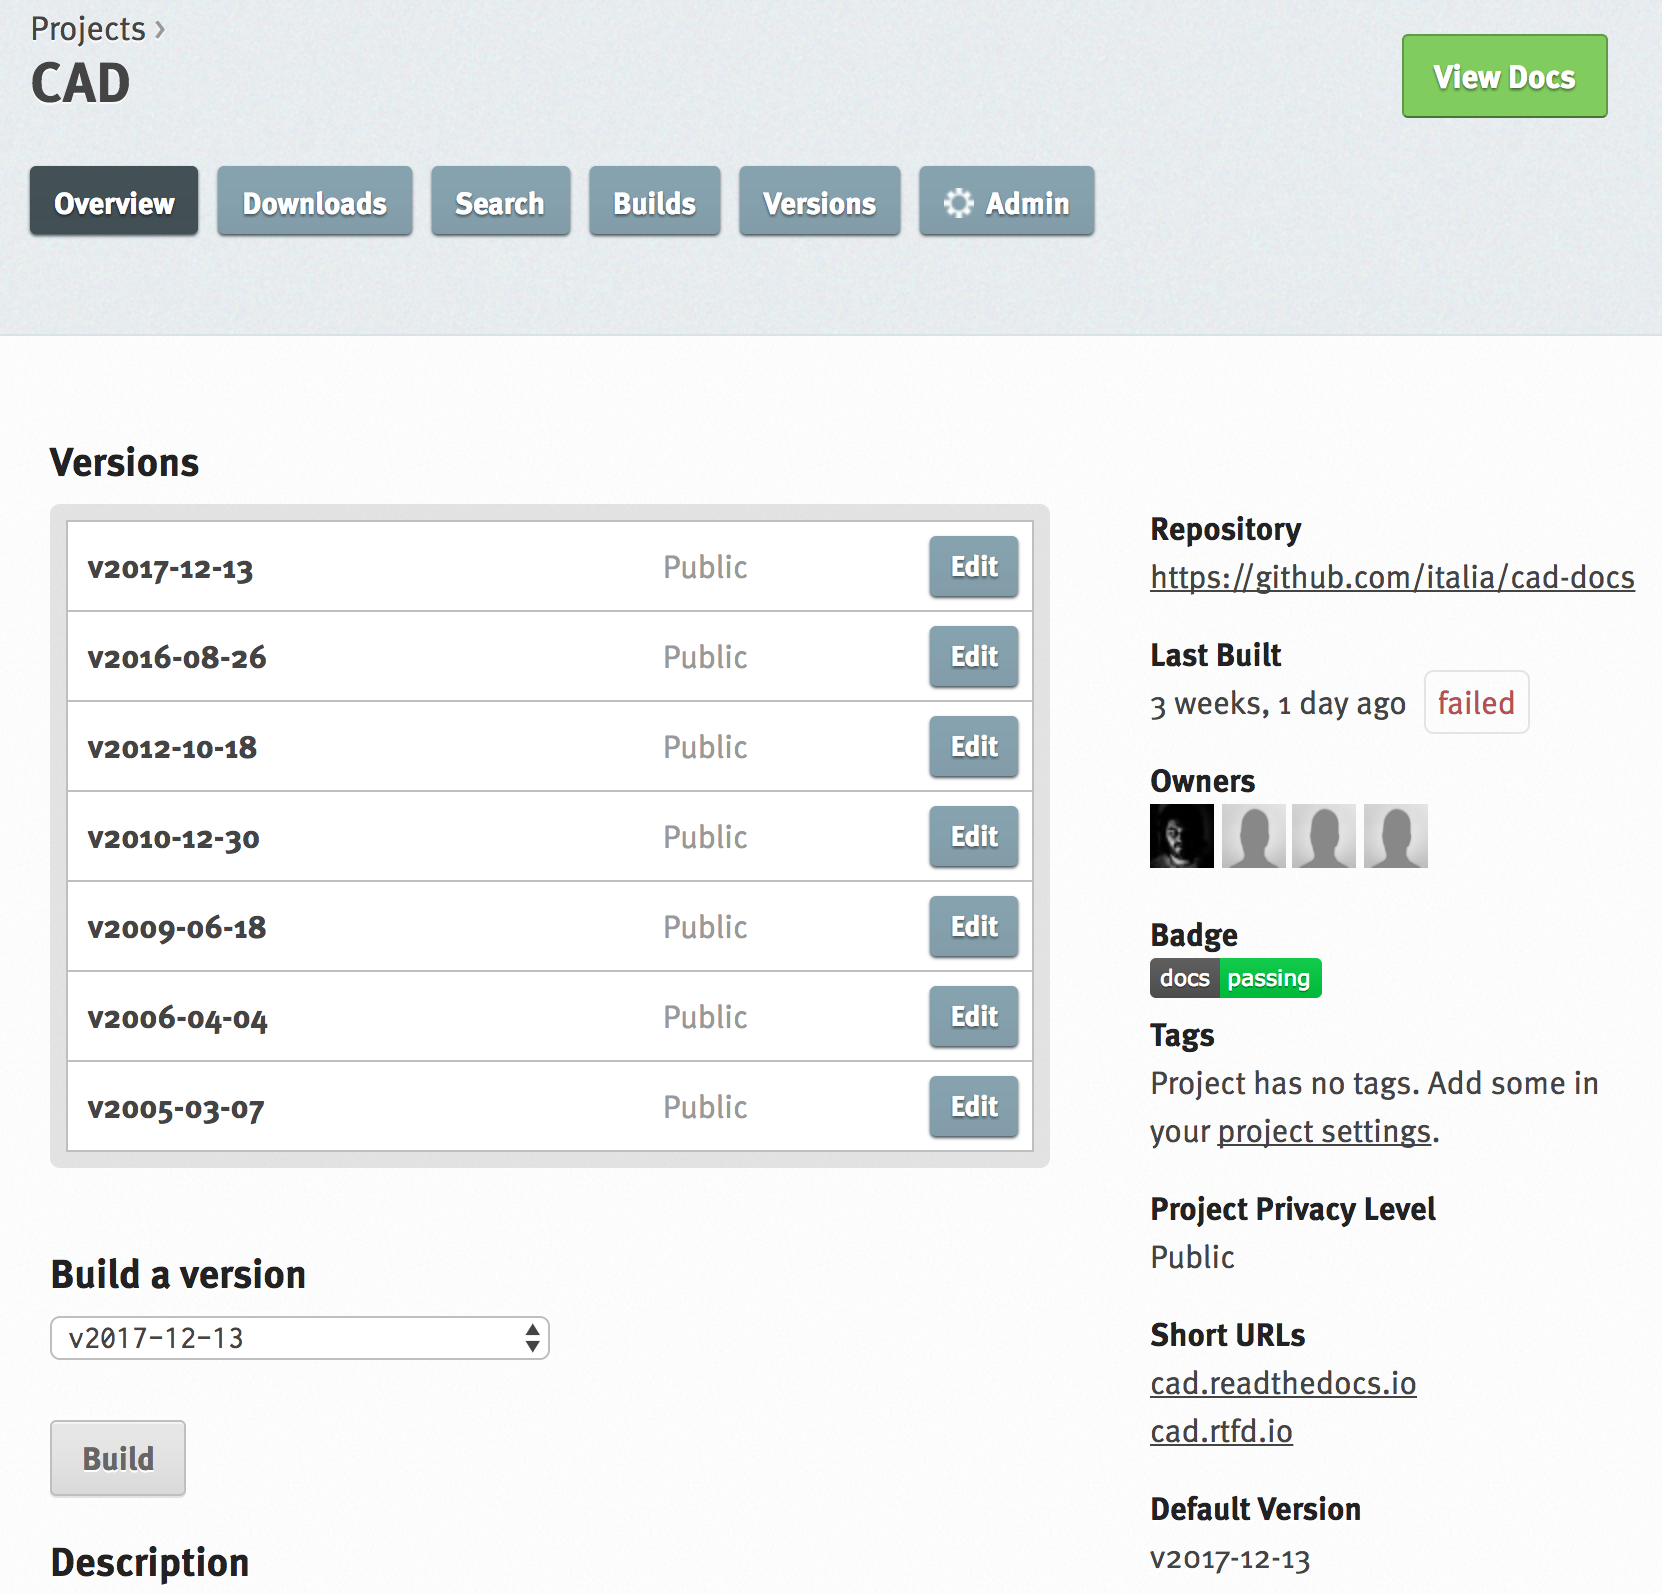 Projects ›
CAD
View Docs
Overview
Downloads
Search
Builds
Versions
Admin
Versions
v2017-12-13 Public Edit
v2016-08-26 Public Edit
v2012-10-18 Public Edit
v2010-12-30 Public Edit
v2009-06-18 Public Edit
v2006-04-04 Public Edit
v2005-03-07 Public Edit
Build a version
v2017-12-13
Build
Description
Repository
https://github.com/italia/cad-docs
Last Built
3 weeks, 1 day ago failed
Owners
Badge
docs passing
Tags
Project has no tags. Add some in
your project settings.
Project Privacy Level
Public
Short URLs
cad.readthedocs.io
cad.rtfd.io
Default Version
v2017-12-13